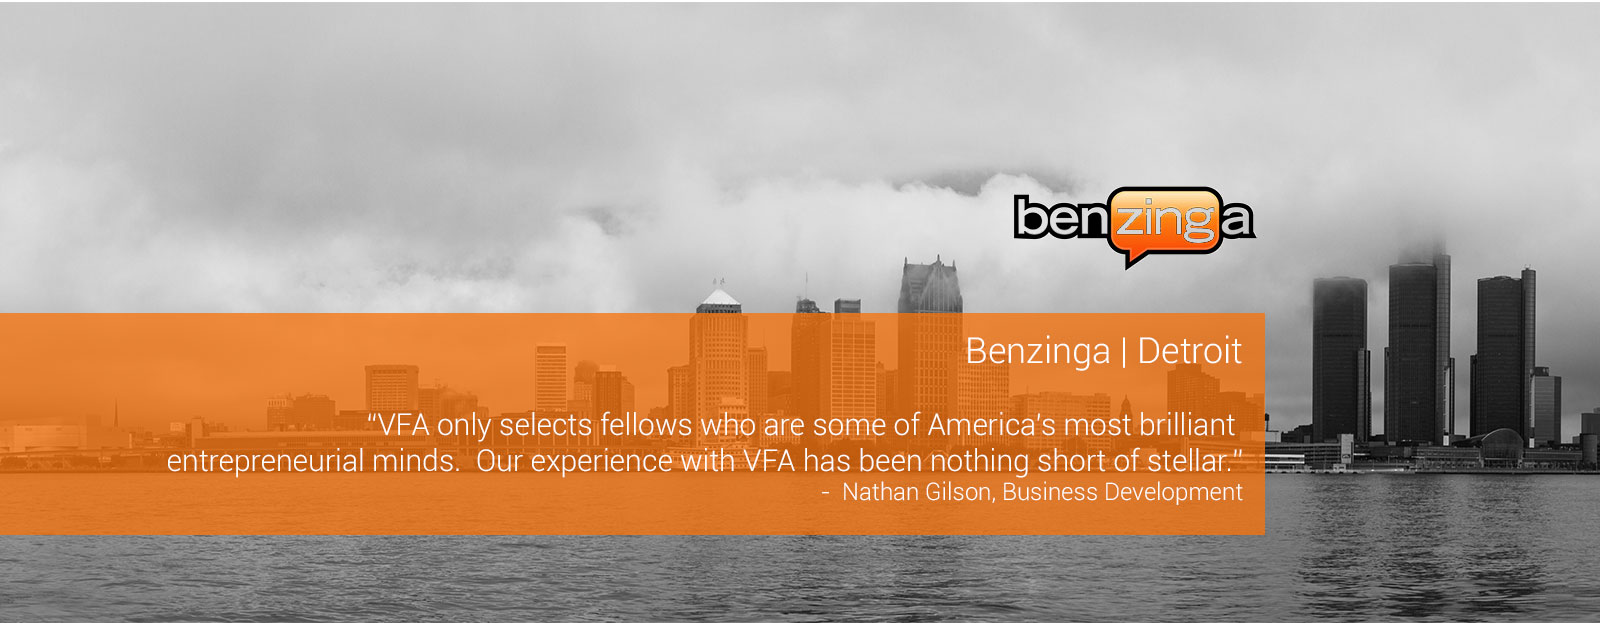 benzinga
Benzinga | Detroit
“VFA only selects fellows who are some of America's most brilliant
entrepreneurial minds.  Our experience with VFA has been nothing short of stellar.”
-  Nathan Gilson, Business Development